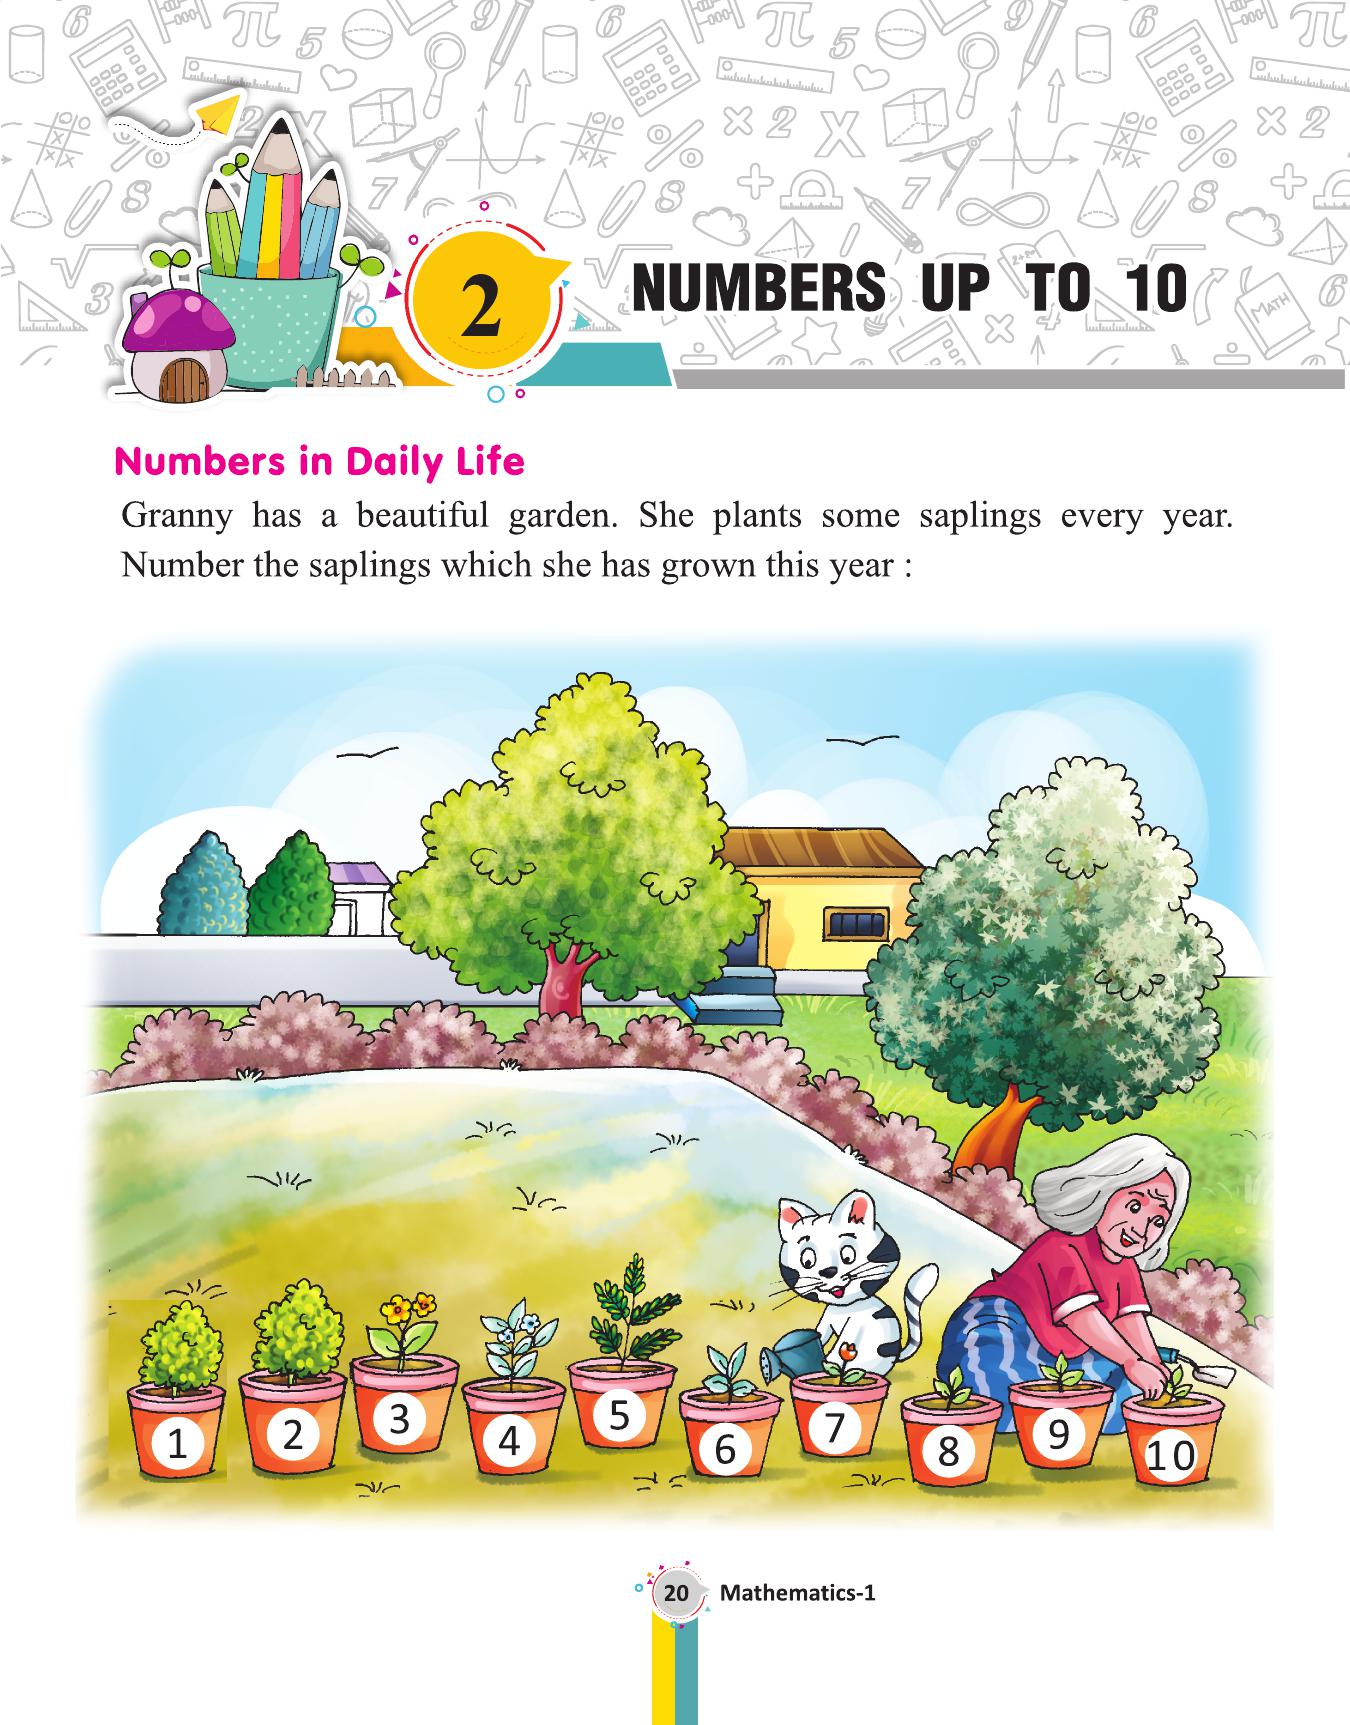 2
NUMBERS UP TO 10
Numbers in Daily Life
Granny has a beautiful garden. She plants some saplings every year.
Number the saplings which she has grown this year :
1
2
3
4
5
6
7
8
9
10
20 Mathematics-1